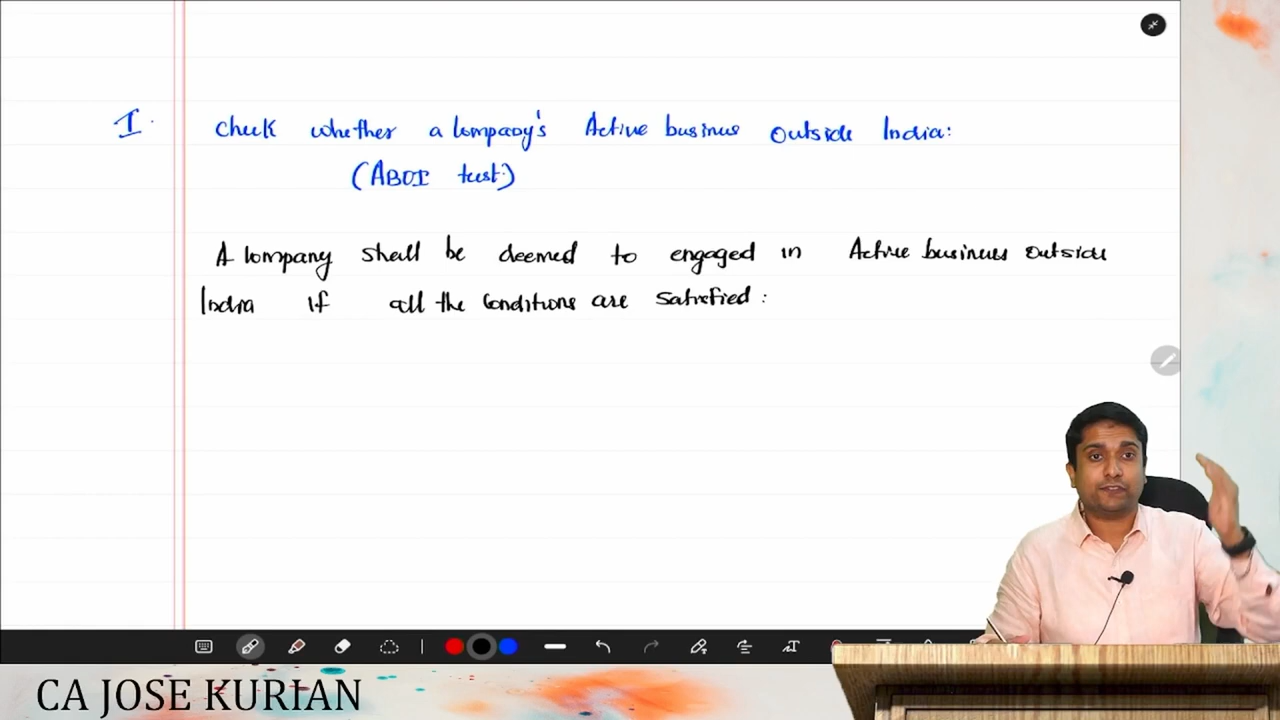 I. Check whether a Company's Active business Outside India:
(ABOI test)
A Company shall be deemed to engaged in Active business outside
India if all the Conditions are Satisfied:
CA JOSE KURIAN